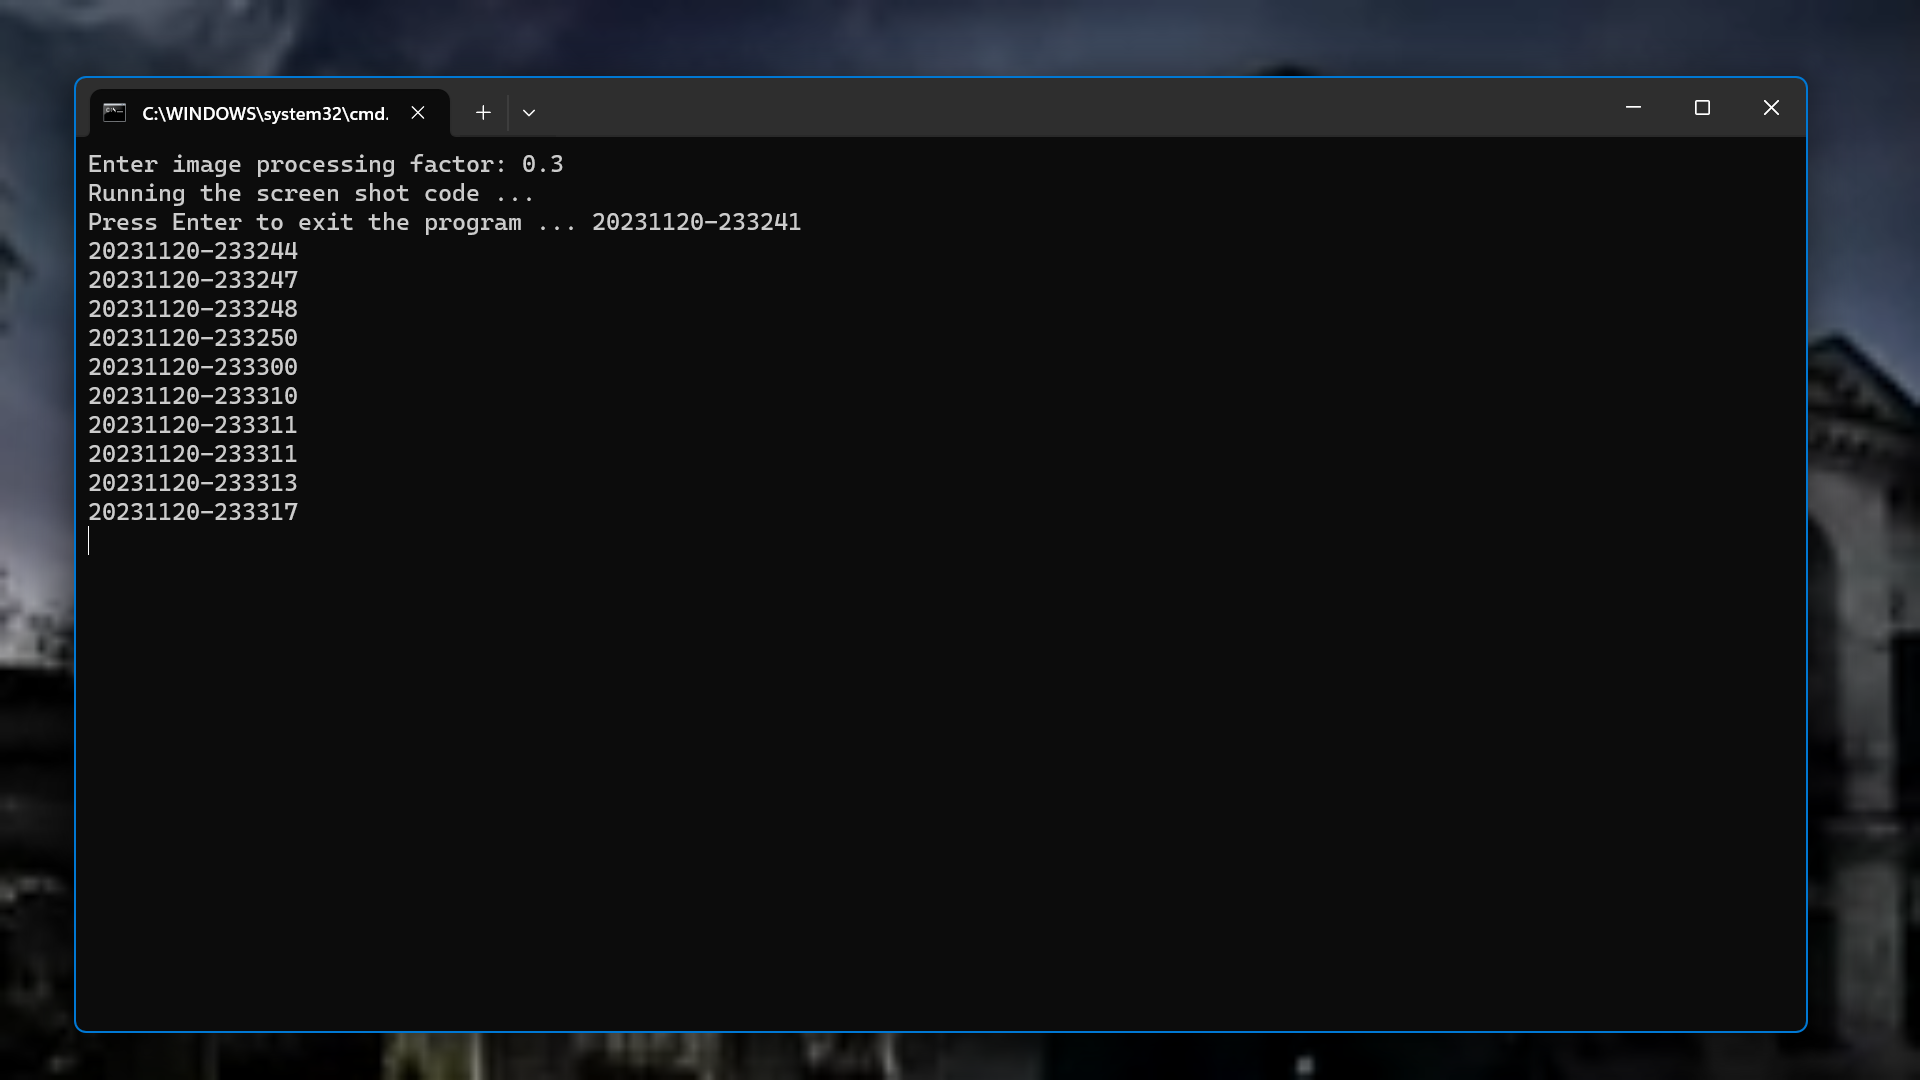 C:\WINDOWS\system32\cmd.
Enter image processing factor: 0.3
Running the screen shot code ...
Press Enter to exit the program ... 20231120-233241
20231120-233244
20231120-233247
20231120-233248
20231120-233250
20231120-233300
20231120-233310
20231120-233311
20231120-233311
20231120-233313
20231120-233317